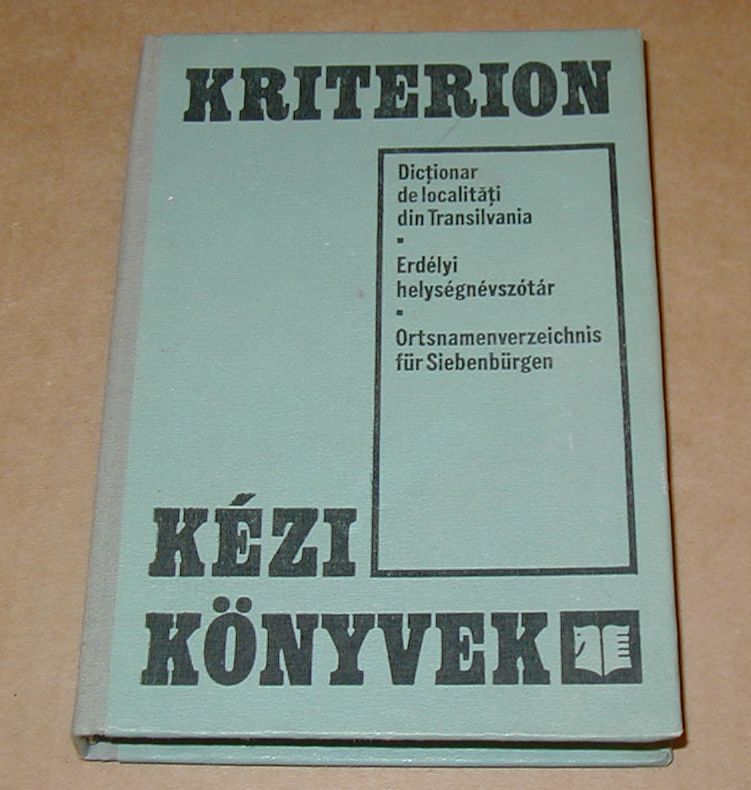 KRITERION
Dicționar
de localități
din Transilvania
▪
Erdélyi
helységnévszótár
▪
Ortsnamenverzeichnis
für Siebenbürgen
KÉZI
KÖNYVEK